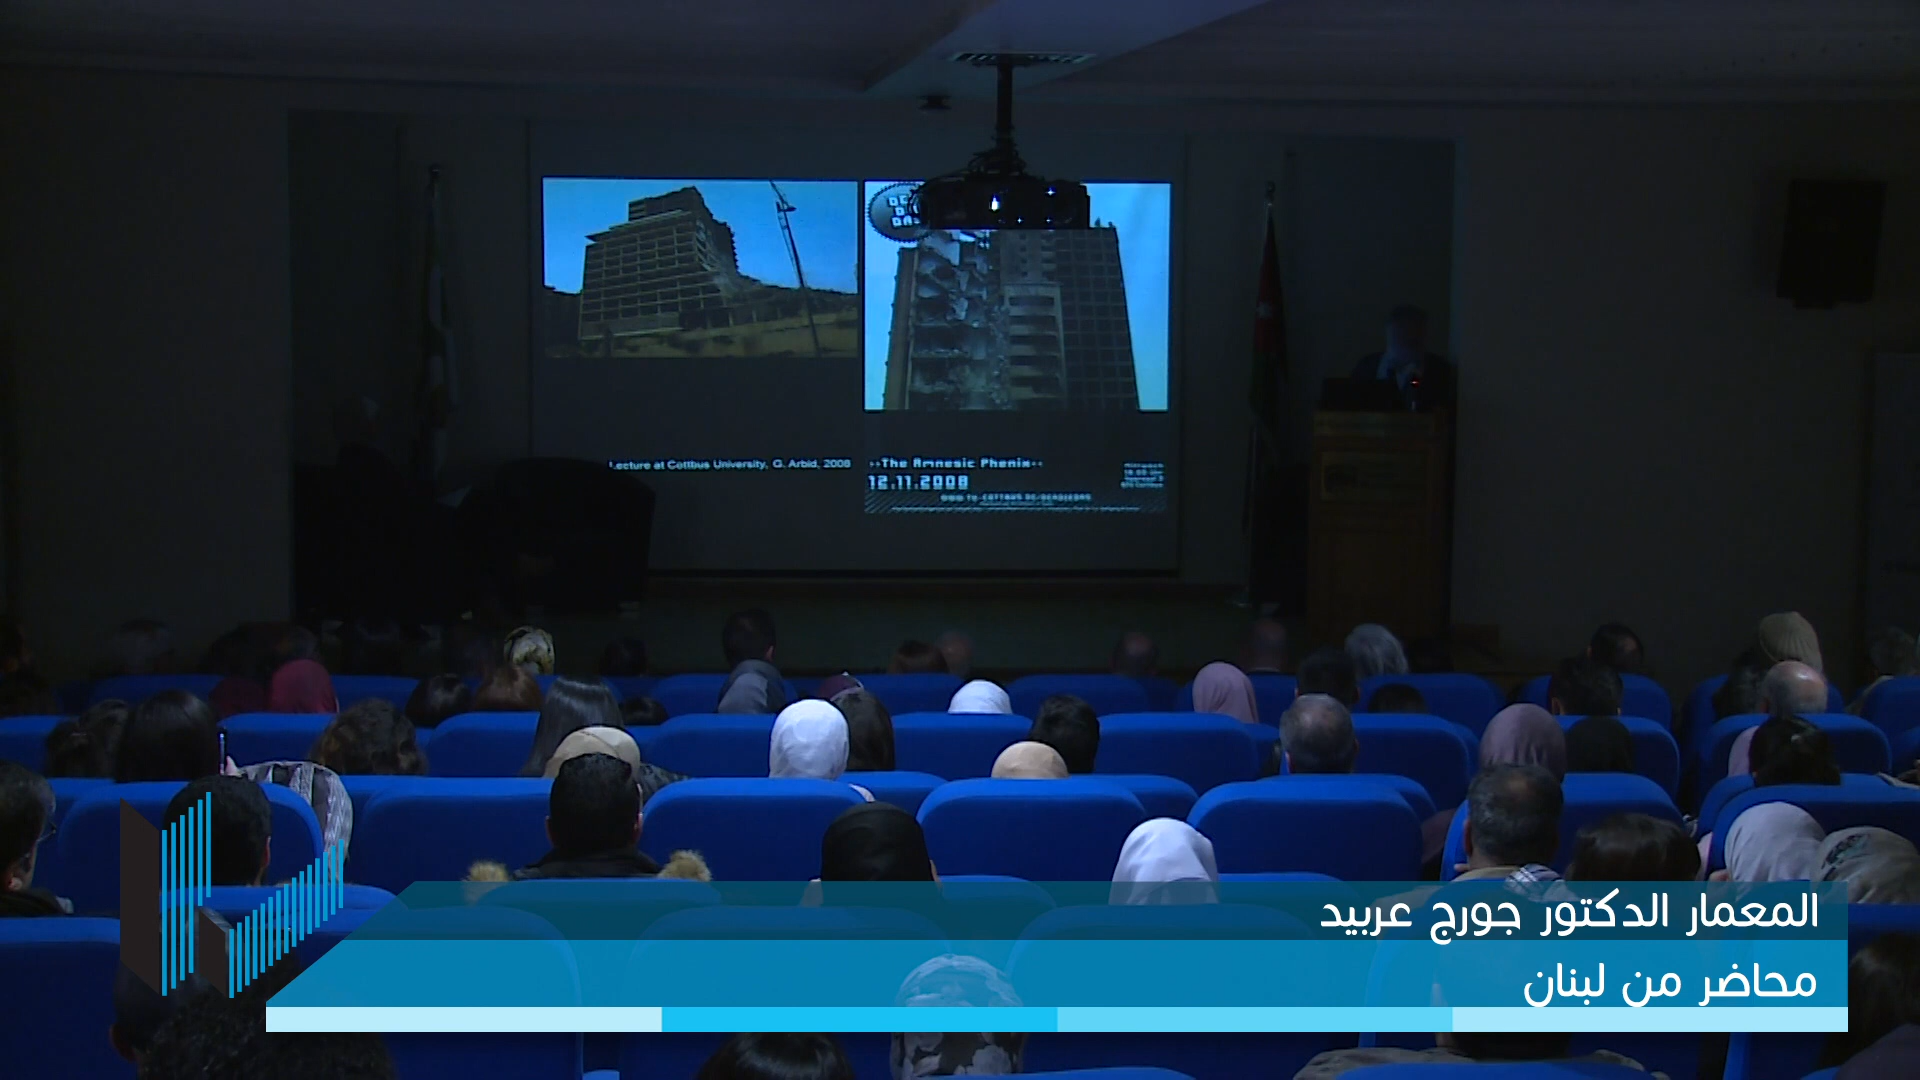 Lecture at Cottbus University, G. Arbid, 2008
>>The Amnesic Phenix<<
12.11.2008
المعمار الدكتور جورج عربيد
محاضر من لبنان